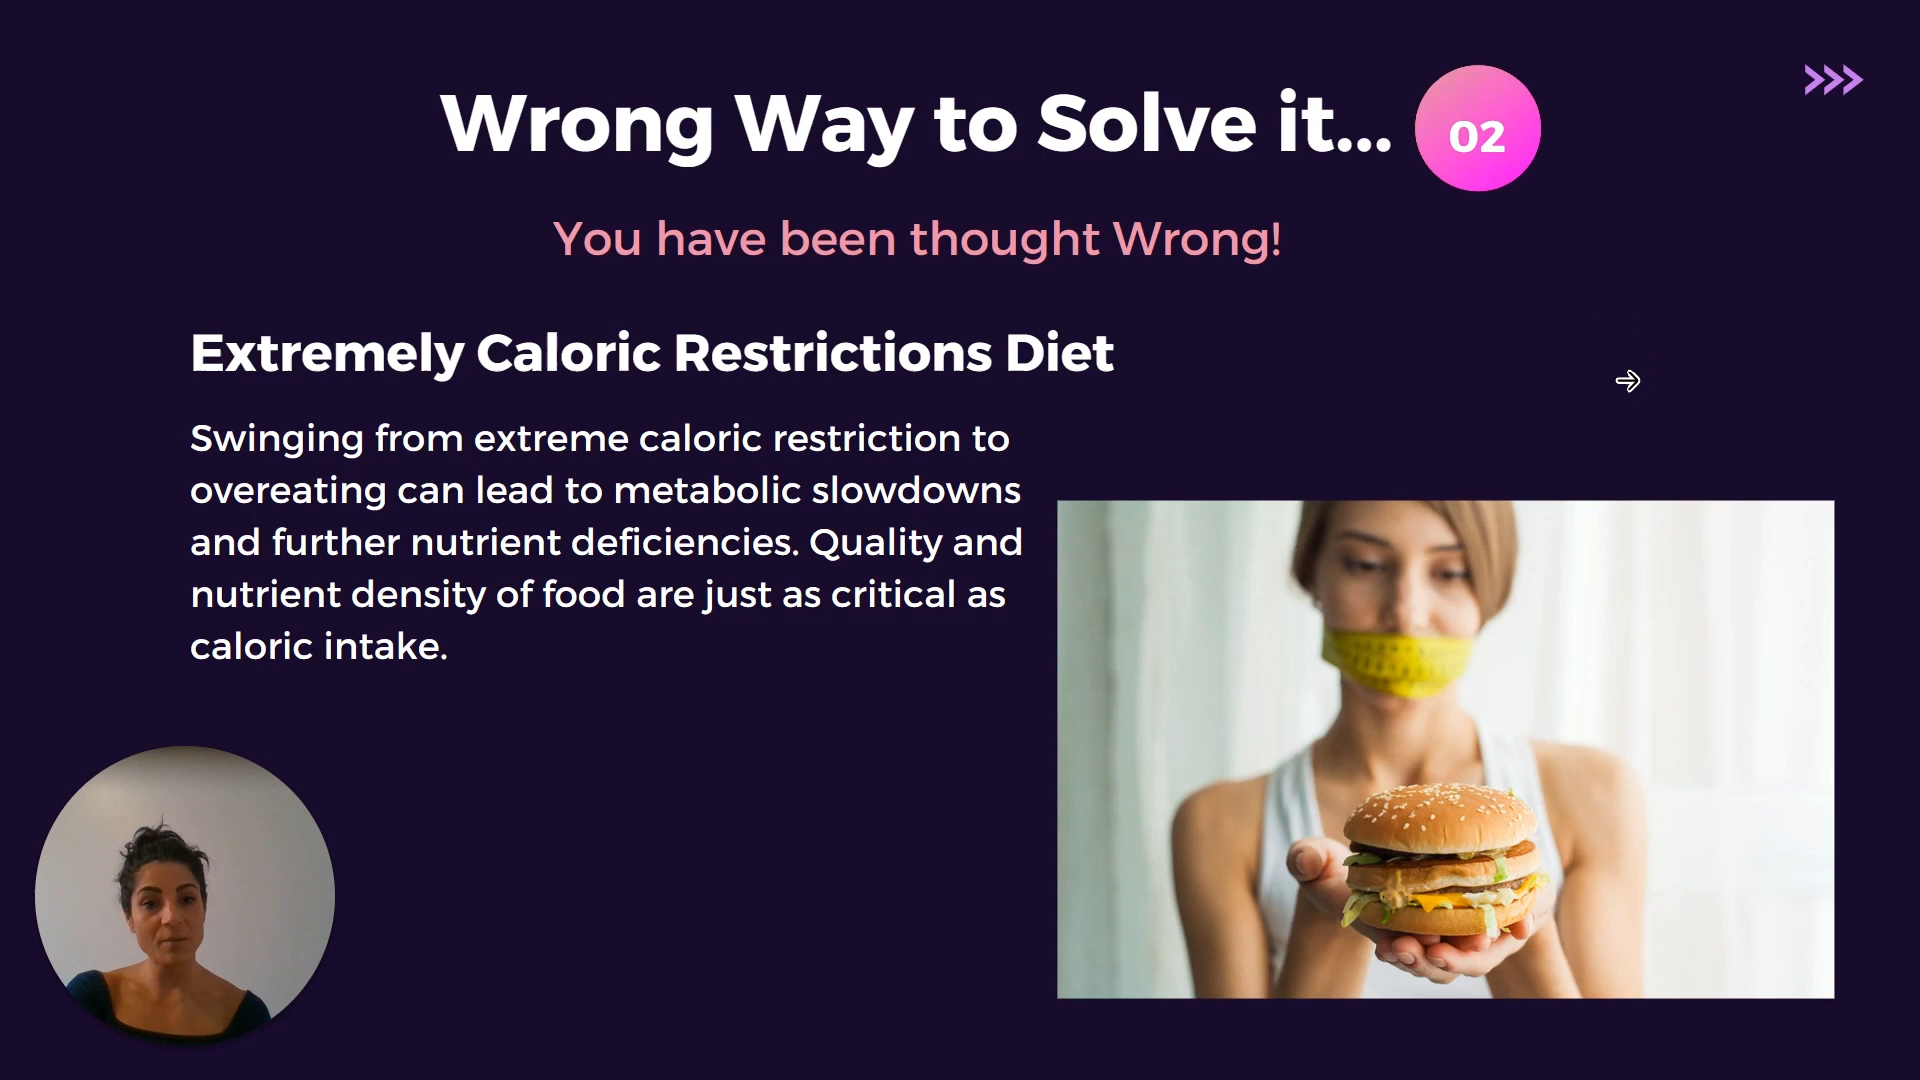 Wrong Way to Solve it...
02
You have been thought Wrong!
Extremely Caloric Restrictions Diet
Swinging from extreme caloric restriction to
overeating can lead to metabolic slowdowns
and further nutrient deficiencies. Quality and
nutrient density of food are just as critical as
caloric intake.